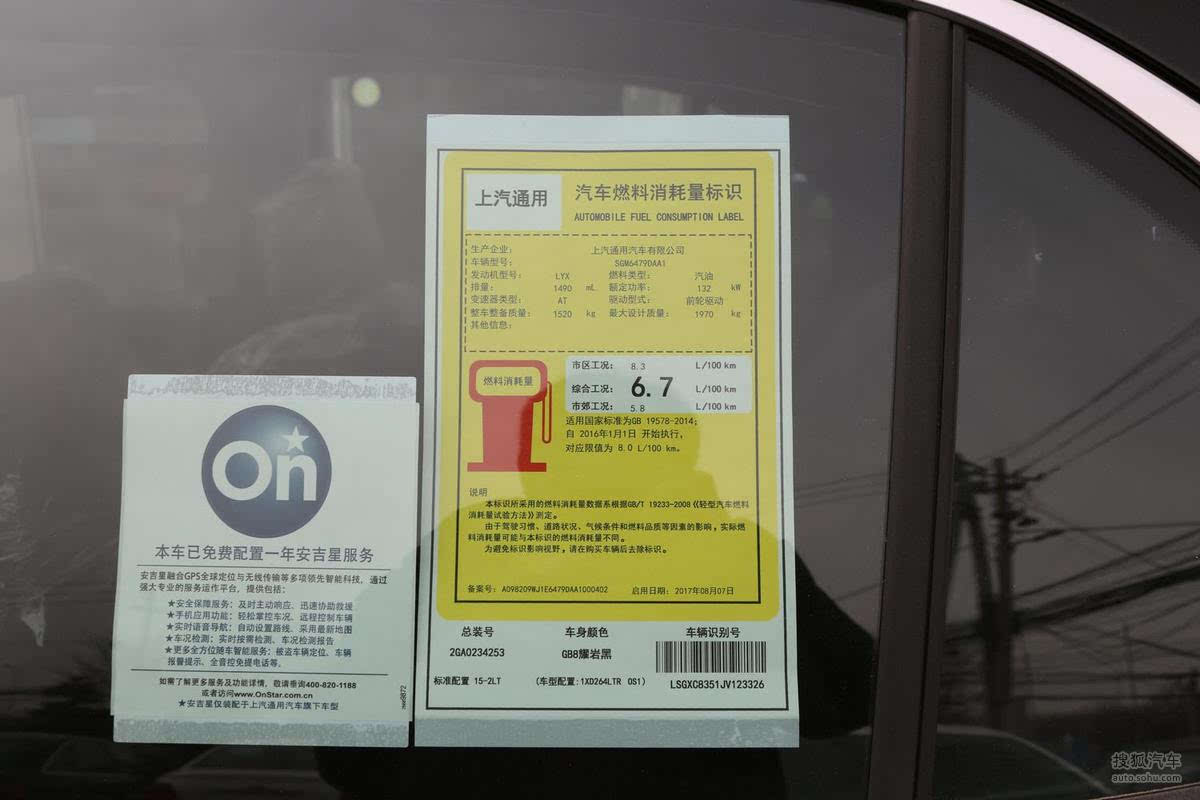 上汽通用
汽车燃料消耗量标识
AUTOMOBILE FUEL CONSUMPTION LABEL
生产企业： 上汽通用汽车有限公司
车辆型号： SGM6479DAA1
发动机型号： LYX 燃料类型： 汽油
排量： 1490 mL 额定功率： 132 kW
变速器类型： AT 驱动型式： 前轮驱动
整车整备质量： 1520 kg 最大设计质量： 1970 kg
其他信息：
燃料消耗量
市区工况： 8.3 L/100 km
综合工况： 6.7 L/100 km
市郊工况： 5.8 L/100 km
适用国家标准为GB 19578-2014；
自 2016年1月1日 开始执行，
对应限值为 8.0 L/100 km。
说明
本标识所采用的燃料消耗量数据系根据GB/T 19233-2008《轻型汽车燃料
消耗量试验方法》测定。
由于驾驶习惯、道路状况、气候条件和燃料品质等因素的影响，实际燃
料消耗量可能与本标识的燃料消耗量不同。
为避免标识影响视野，请在购买车辆后去除标识。
备案号：A098209WJ1E6479DAA1000402 启用日期：2017年08月07日
总装号 车身颜色 车辆识别号
2GA0234253 GB8耀岩黑
标准配置 15-2LT (车型配置:1XD264LTR OS1) LSGXC8351JV123326
On
本车已免费配置一年安吉星服务
安吉星融合GPS全球定位与无线传输等多项领先智能科技，通过
强大专业的服务运作平台，提供包括：
★安全保障服务：及时主动响应、迅速协助救援
★手机应用功能：轻松掌控车况、远程控制车辆
★实时语音导航：自动设置路线、采用最新地图
★车况检测：实时按需检测、车况检测报告
★更多全方位随车智能服务：被盗车辆定位、车辆
报警提示、全音控免提电话等。
如需了解更多服务及功能详情，敬请垂询400-820-1188
或者访问www.OnStar.com.cn
★安吉星仅装配于上汽通用汽车旗下车型
搜狐汽车
auto.sohu.com